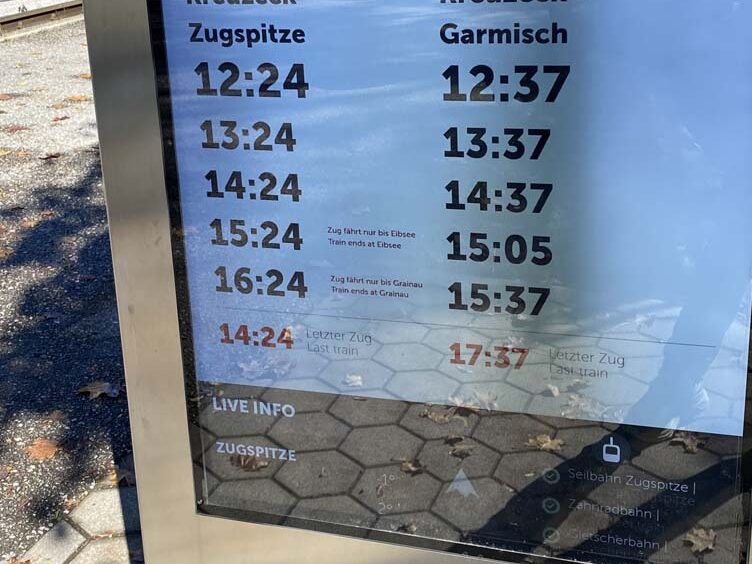 Kreuzeck Kreuzeck
Zugspitze Garmisch
12:24 12:37
13:24 13:37
14:24 14:37
15:24 Zug fährt nur bis Eibsee 15:05
Train ends at Eibsee
16:24 Zug fährt nur bis Grainau 15:37
Train ends at Grainau
14:24 Letzter Zug 17:37 Letzter Zug
Last train Last train
LIVE INFO
ZUGSPITZE
Seilbahn Zugspitze |
Zahnradbahn |
Gletscherbahn |